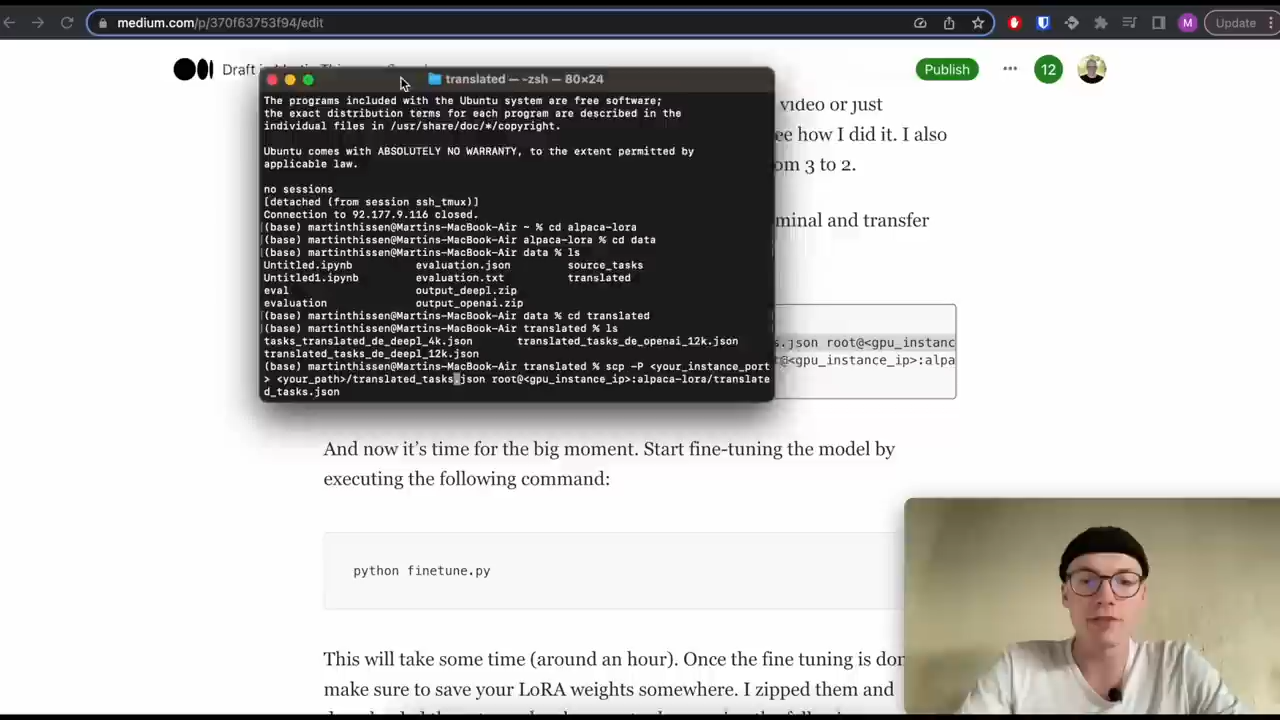 medium.com/p/370f63753f94/edit
M
Update
Draft i
Publish
12
translated — -zsh — 80×24
The programs included with the Ubuntu system are free software;
the exact distribution terms for each program are described in the
individual files in /usr/share/doc/*/copyright.
Ubuntu comes with ABSOLUTELY NO WARRANTY, to the extent permitted by
applicable law.
no sessions
[detached (from session ssh_tmux)]
Connection to 92.177.9.116 closed.
(base) martinthissen@Martins-MacBook-Air ~ % cd alpaca-lora
(base) martinthissen@Martins-MacBook-Air alpaca-lora % cd data
(base) martinthissen@Martins-MacBook-Air data % ls
Untitled.ipynb evaluation.json source_tasks
Untitled1.ipynb evaluation.txt translated
eval output_deepl.zip
evaluation output_openai.zip
(base) martinthissen@Martins-MacBook-Air data % cd translated
(base) martinthissen@Martins-MacBook-Air translated % ls
tasks_translated_de_deepl_4k.json translated_tasks_de_openai_12k.json
translated_tasks_de_deepl_12k.json
(base) martinthissen@Martins-MacBook-Air translated % scp -P <your_instance_port
> <your_path>/translated_tasks.json root@<gpu_instance_ip>:alpaca-lora/translate
d_tasks.json
video or just
ee how I did it. I also
om 3 to 2.
minal and transfer
s.json root@<gpu_instanc
@<gpu_instance_ip>:alpa
And now it's time for the big moment. Start fine-tuning the model by
executing the following command:
python finetune.py
This will take some time (around an hour). Once the fine tuning is don
make sure to save your LoRA weights somewhere. I zipped them and